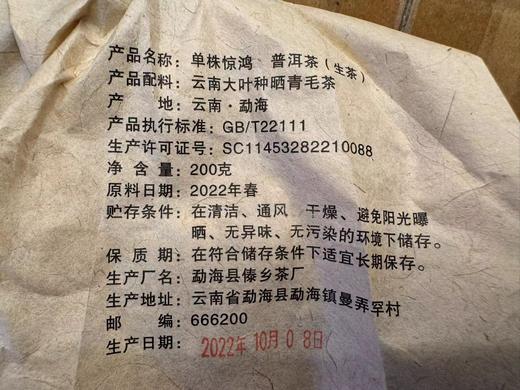 产品名称：单株惊鸿 普洱茶（生茶）
产品配料：云南大叶种晒青毛茶
产 地：云南·勐海
产品执行标准：GB/T22111
生产许可证号：SC11453282210088
净 含 量：200克
原料日期：2022年春
贮存条件：在清洁、通风、干燥、避免阳光曝
晒、无异味、无污染的环境下储存。
保 质 期：在符合储存条件下适宜长期保存。
生产厂名：勐海县傣乡茶厂
生产地址：云南省勐海县勐海镇曼弄罕村
邮 编：666200
生产日期：2022年10月08日